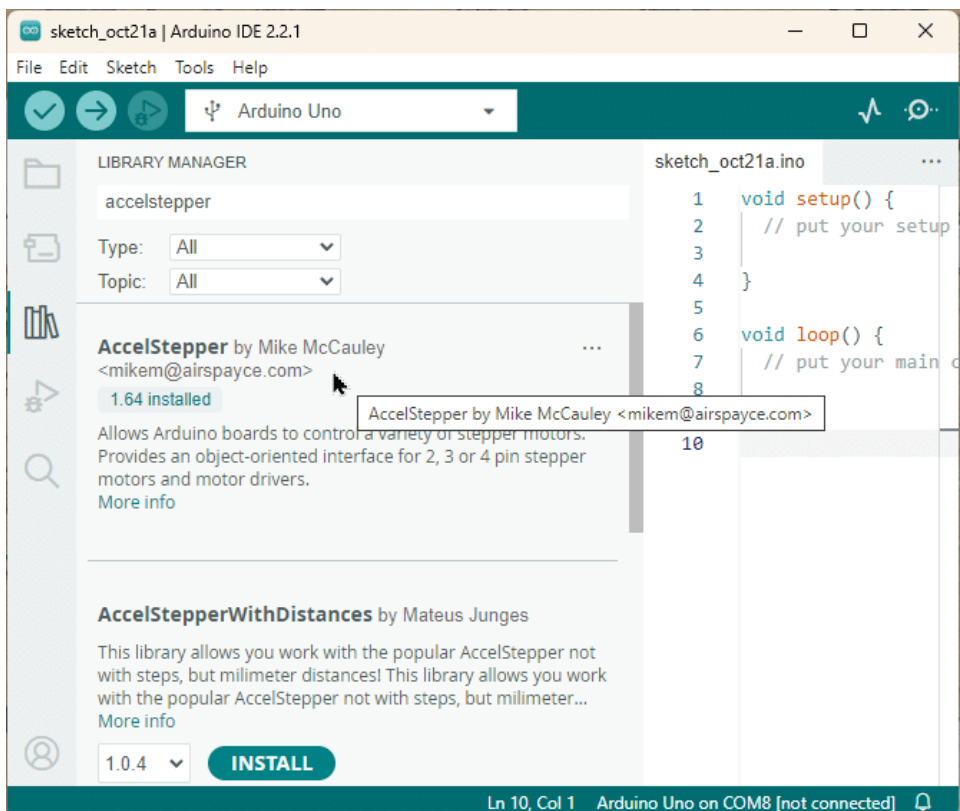 sketch_oct21a | Arduino IDE 2.2.1
File Edit Sketch Tools Help
Arduino Uno
LIBRARY MANAGER
accelstepper
Type: All
Topic: All
AccelStepper by Mike McCauley
<mikem@airspayce.com>
1.64 installed
Allows Arduino boards to control a variety of stepper motors.
Provides an object-oriented interface for 2, 3 or 4 pin stepper
motors and motor drivers.
More info
AccelStepper by Mike McCauley <mikem@airspayce.com>
AccelStepperWithDistances by Mateus Junges
This library allows you work with the popular AccelStepper not
with steps, but milimeter distances! This library allows you work
with the popular AccelStepper not with steps, but milimeter...
More info
1.0.4 INSTALL
sketch_oct21a.ino
1 void setup() {
2 // put your setup
3
4 }
5
6 void loop() {
7 // put your main
8
10
Ln 10, Col 1 Arduino Uno on COM8 [not connected]